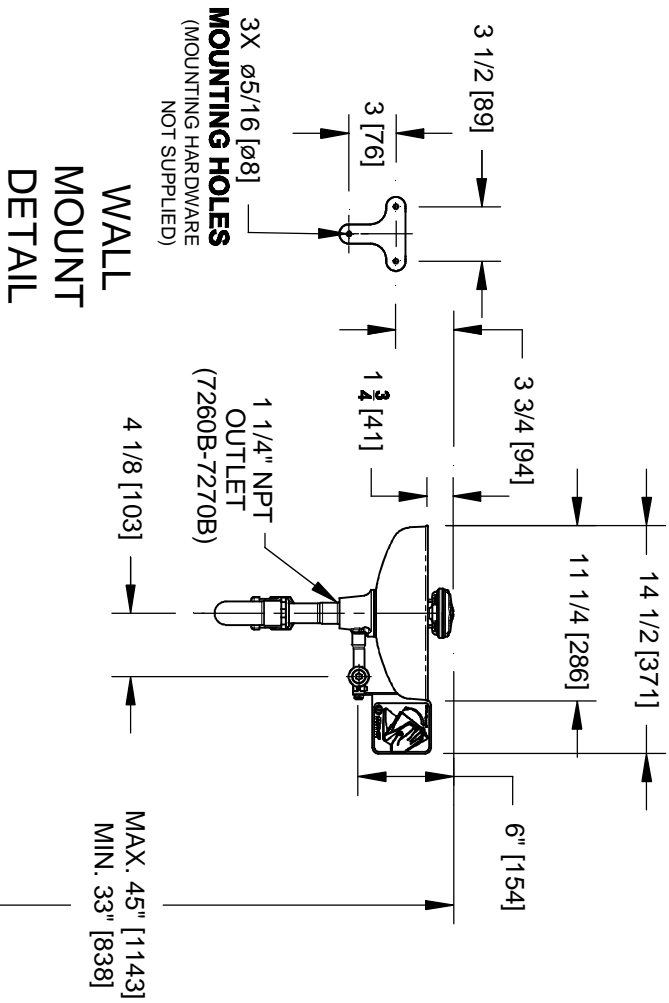 14 1/2 [371]
11 1/4 [286]
3 3/4 [94]
1 3/4 [41]
3 1/2 [89]
3 [76]
6" [154]
3X ø5/16 [ø8]
MOUNTING HOLES
(MOUNTING HARDWARE
NOT SUPPLIED)
1 1/4" NPT
OUTLET
(7260B-7270B)
4 1/8 [103]
MAX. 45" [1143]
MIN. 33" [838]
WALL
MOUNT
DETAIL